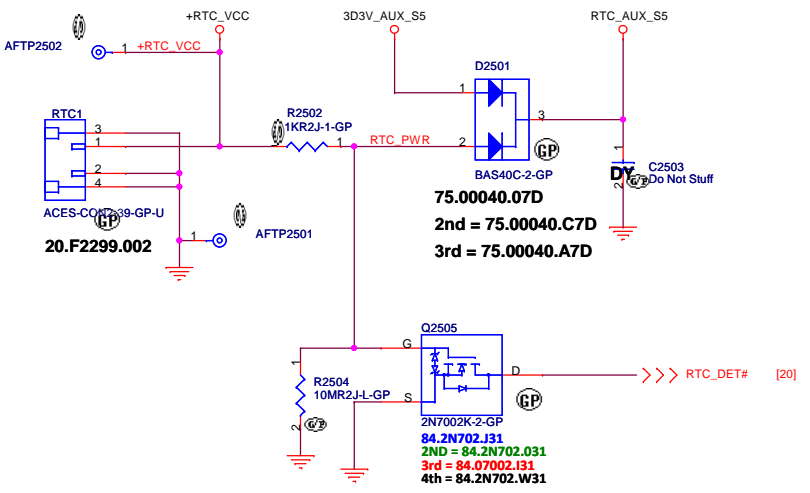 +RTC_VCC
3D3V_AUX_S5
RTC_AUX_S5
AFTP2502
1
+RTC_VCC
D2501
RTC1
R2502
1KR2J-1-GP
1
3
1
2
4
1
RTC_PWR
2
3
GP
BAS40C-2-GP
1
DY
2
C2503
Do Not Stuff
ACES-CON2-39-GP-U
GP
20.F2299.002
1
AFTP2501
75.00040.07D
2nd = 75.00040.C7D
3rd = 75.00040.A7D
Q2505
G
D
S
GP
RTC_DET#
[20]
1
R2504
10MR2J-L-GP
2
2N7002K-2-GP
84.2N702.J31
2ND = 84.2N702.031
3rd = 84.07002.I31
4th = 84.2N702.W31